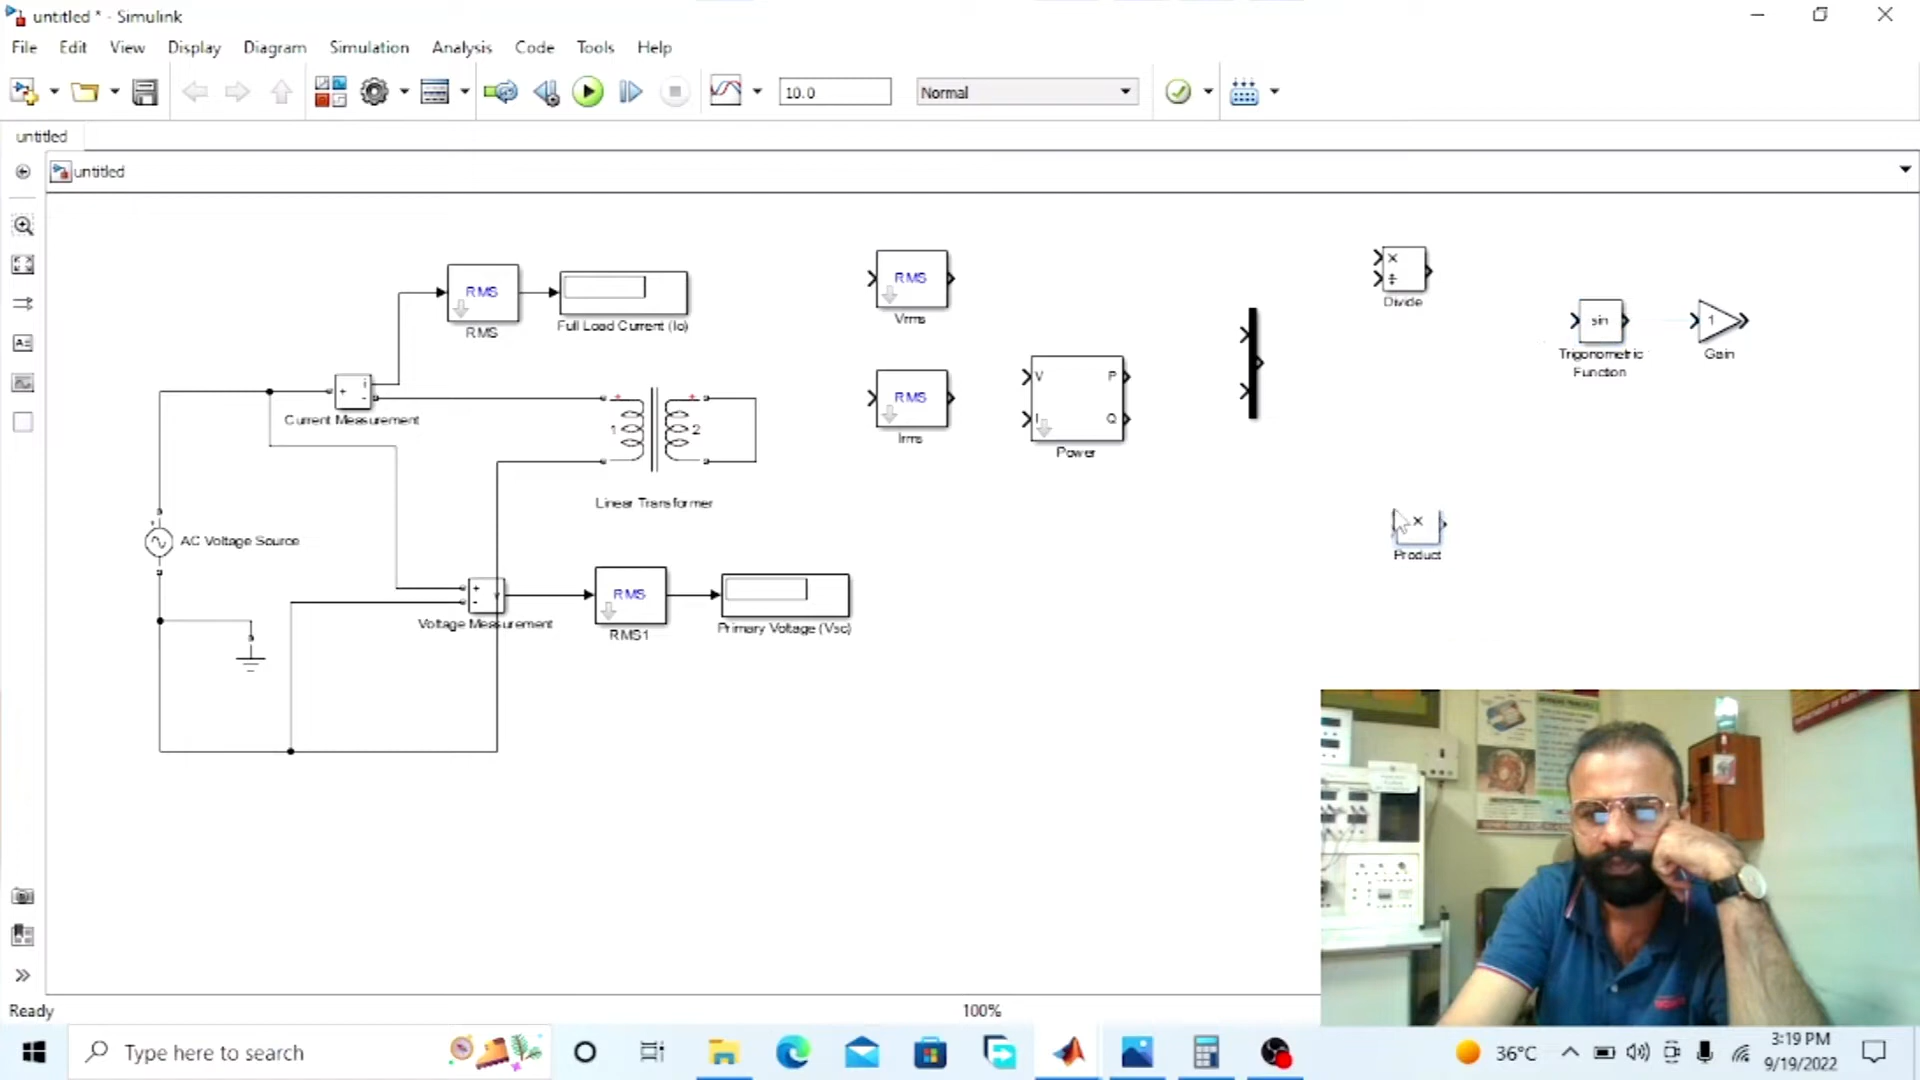 untitled * - Simulink
File Edit View Display Diagram Simulation Analysis Code Tools Help
10.0 Normal
untitled
untitled
RMS
RMS
Full Load Current (Io)
RMS
Vrms
×
÷
Divide
sin
Trigonometric
Function
1
Gain
+ i -
Current Measurement
+ +
1 2
Linear Transformer
RMS
Irms
V P
I Q
Power
×
Product
+
AC Voltage Source
+ v -
Voltage Measurement
RMS
RMS1
Primary Voltage (Vsc)
Ready
100%
Type here to search
36°C
3:19 PM
9/19/2022